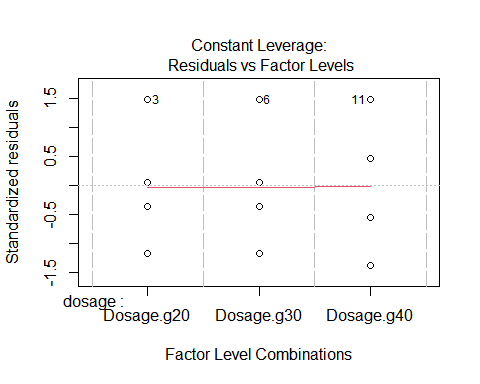 Constant Leverage:
Residuals vs Factor Levels
Standardized residuals
1.5
0.5
-0.5
-1.5
3
6
11
dosage :
Dosage.g20 Dosage.g30 Dosage.g40
Factor Level Combinations